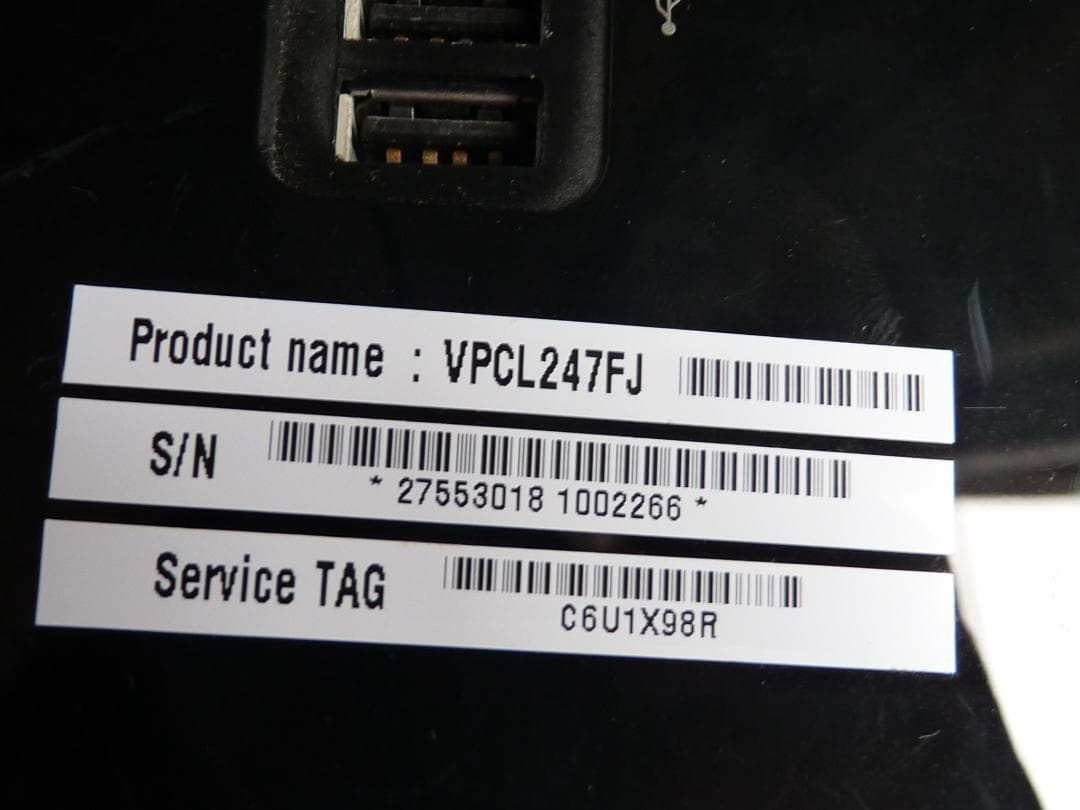 Product name : VPCL247FJ
S/N
* 27553018 1002266 *
Service TAG
C6U1X98R